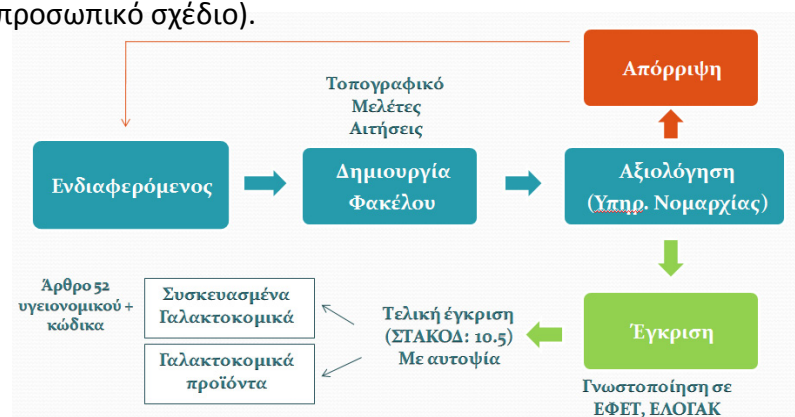 προσωπικό σχέδιο).
Απόρριψη
Τοπογραφικό
Μελέτες
Αιτήσεις
Ενδιαφερόμενος
Δημιουργία
Φακέλου
Αξιολόγηση
(Υπηρ. Νομαρχίας)
Άρθρο 52
υγειονομικού +
κώδικα
Συσκευασμένα
Γαλακτοκομικά
Γαλακτοκομικά
προϊόντα
Τελική έγκριση
(ΣΤΑΚΟΔ: 10.5)
Με αυτοψία
Έγκριση
Γνωστοποίηση σε
ΕΦΕΤ, ΕΛΟΓΑΚ